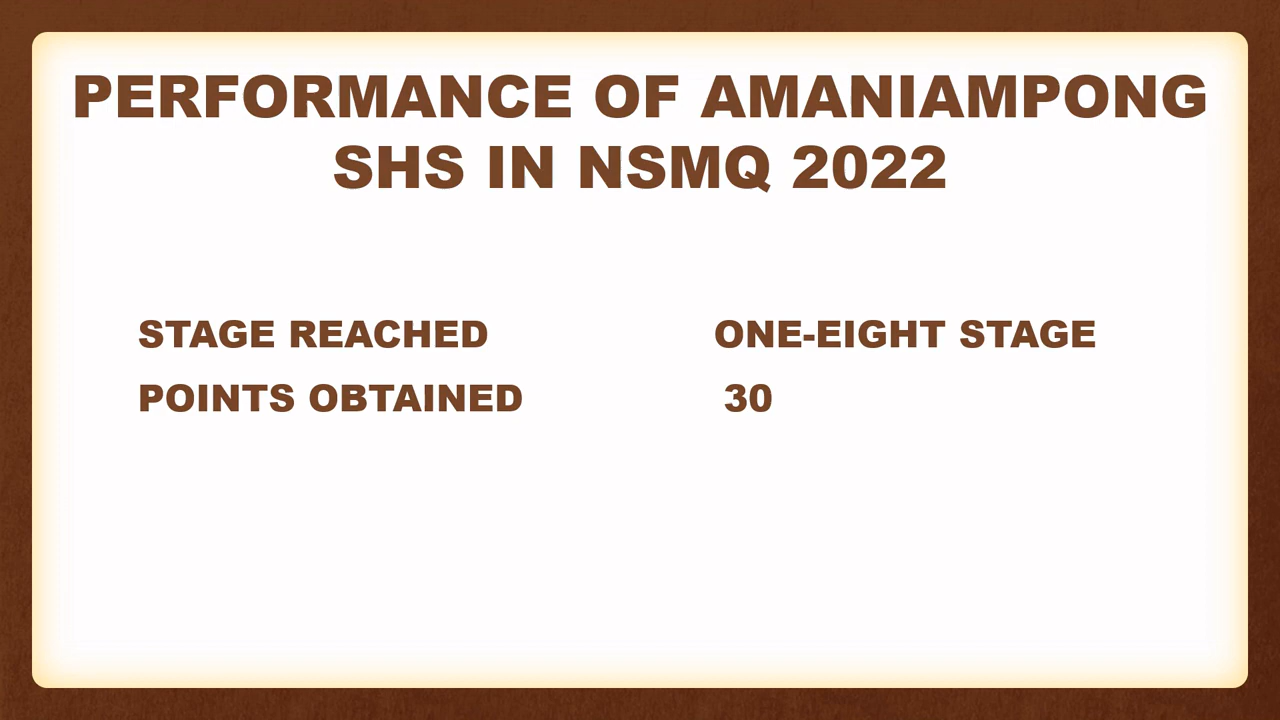 PERFORMANCE OF AMANIAMPONG
SHS IN NSMQ 2022
STAGE REACHED ONE-EIGHT STAGE
POINTS OBTAINED 30